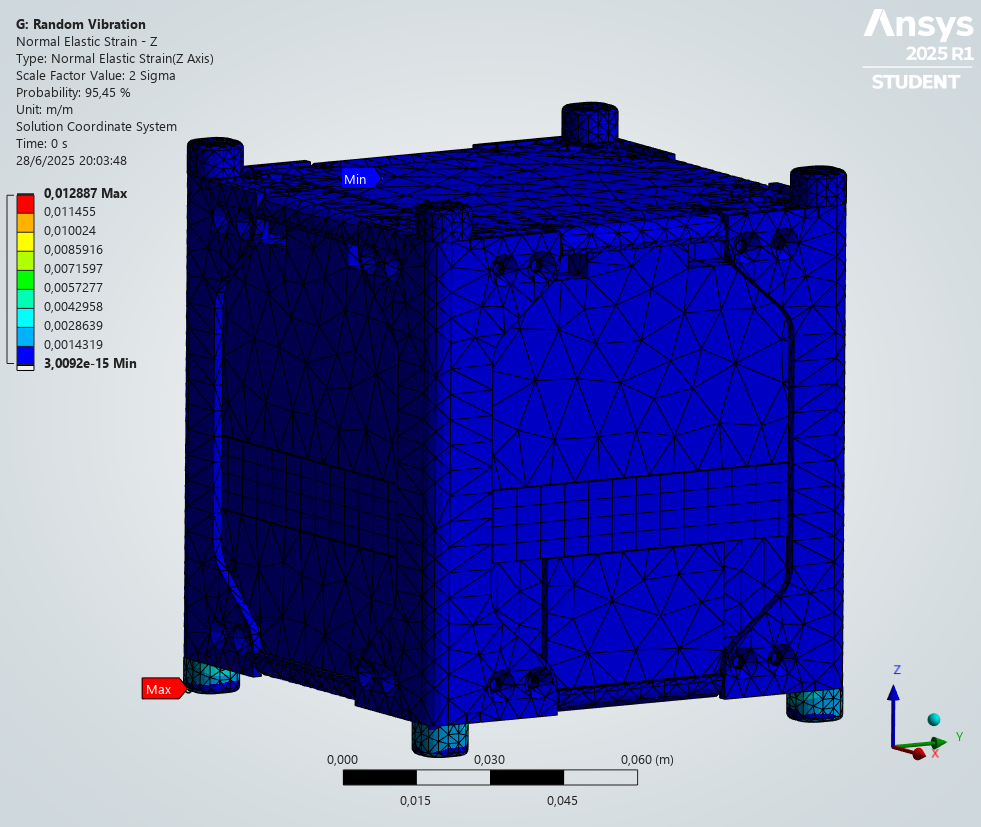 G: Random Vibration
Normal Elastic Strain - Z
Type: Normal Elastic Strain(Z Axis)
Scale Factor Value: 2 Sigma
Probability: 95,45 %
Unit: m/m
Solution Coordinate System
Time: 0 s
28/6/2025 20:03:48
Ansys
2025 R1
STUDENT
0,012887 Max
0,011455
0,010024
0,0085916
0,0071597
0,0057277
0,0042958
0,0028639
0,0014319
3,0092e-15 Min
Min
Max
0,000 0,030 0,060 (m)
0,015 0,045
Z
Y
X